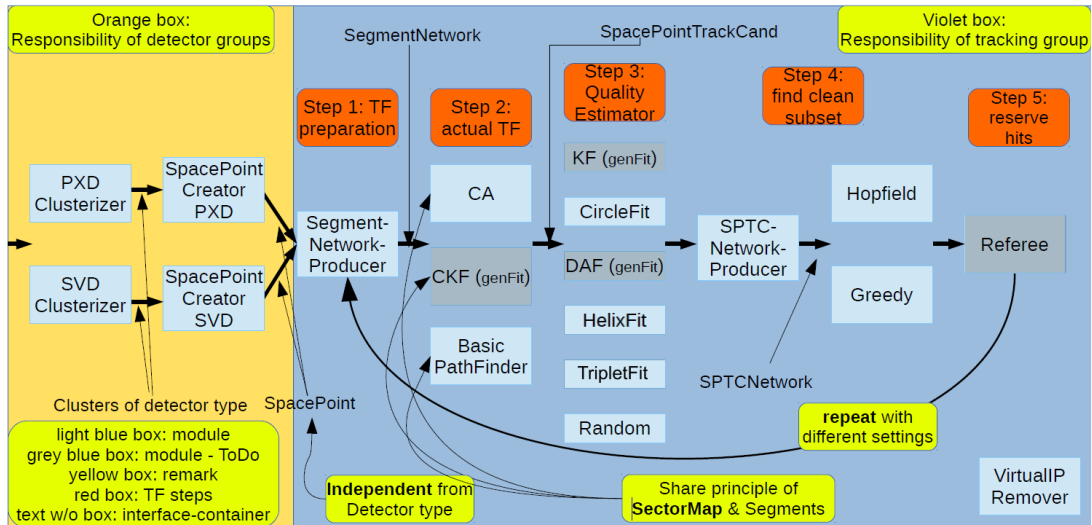 Orange box:
Responsibility of detector groups
Violet box:
Responsibility of tracking group
SegmentNetwork
SpacePointTrackCand
Step 1: TF
preparation
Step 2:
actual TF
Step 3:
Quality
Estimator
Step 4:
find clean
subset
Step 5:
reserve
hits
PXD
Clusterizer
SpacePoint
Creator
PXD
SVD
Clusterizer
SpacePoint
Creator
SVD
Segment-
Network-
Producer
CA
CKF (genFit)
Basic
PathFinder
KF (genFit)
CircleFit
DAF (genFit)
HelixFit
TripletFit
Random
SPTC-
Network-
Producer
Hopfield
Greedy
Referee
SPTCNetwork
Clusters of detector type
SpacePoint
repeat with
different settings
light blue box: module
grey blue box: module - ToDo
yellow box: remark
red box: TF steps
text w/o box: interface-container
Independent from
Detector type
Share principle of
SectorMap & Segments
VirtualIP
Remover